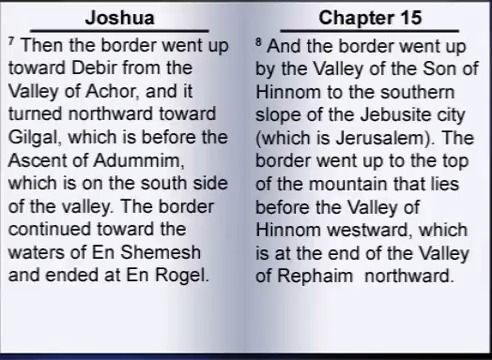 Joshua
⁷ Then the border went up
toward Debir from the
Valley of Achor, and it
turned northward toward
Gilgal, which is before the
Ascent of Adummim,
which is on the south side
of the valley. The border
continued toward the
waters of En Shemesh
and ended at En Rogel.
Chapter 15
⁸ And the border went up
by the Valley of the Son of
Hinnom to the southern
slope of the Jebusite city
(which is Jerusalem). The
border went up to the top
of the mountain that lies
before the Valley of
Hinnom westward, which
is at the end of the Valley
of Rephaim northward.